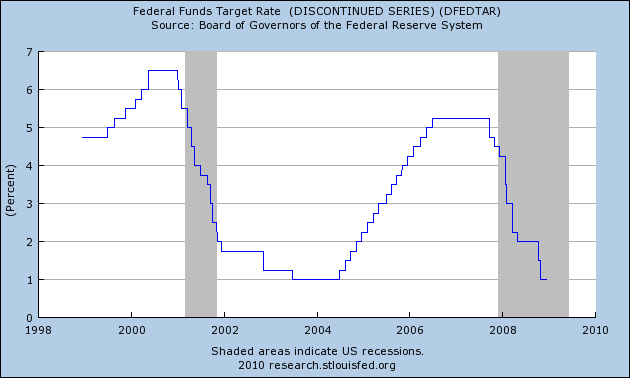 Federal Funds Target Rate (DISCONTINUED SERIES) (DFEDTAR)
Source: Board of Governors of the Federal Reserve System
(Percent)
7
6
5
4
3
2
1
0
1998 2000 2002 2004 2006 2008 2010
Shaded areas indicate US recessions.
2010 research.stlouisfed.org